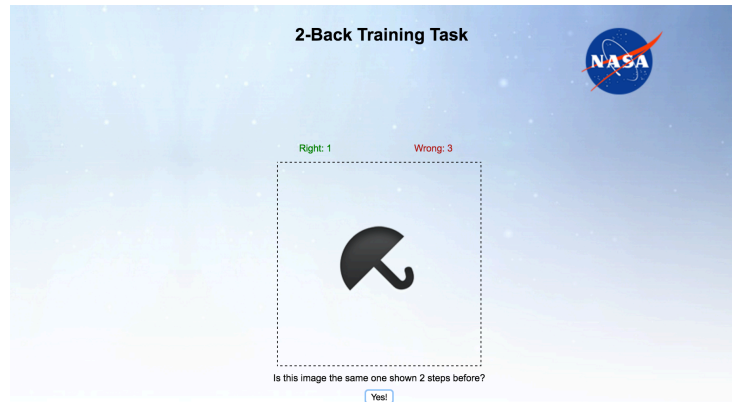 2-Back Training Task
NASA
Right: 1 Wrong: 3
Is this image the same one shown 2 steps before?
Yes!